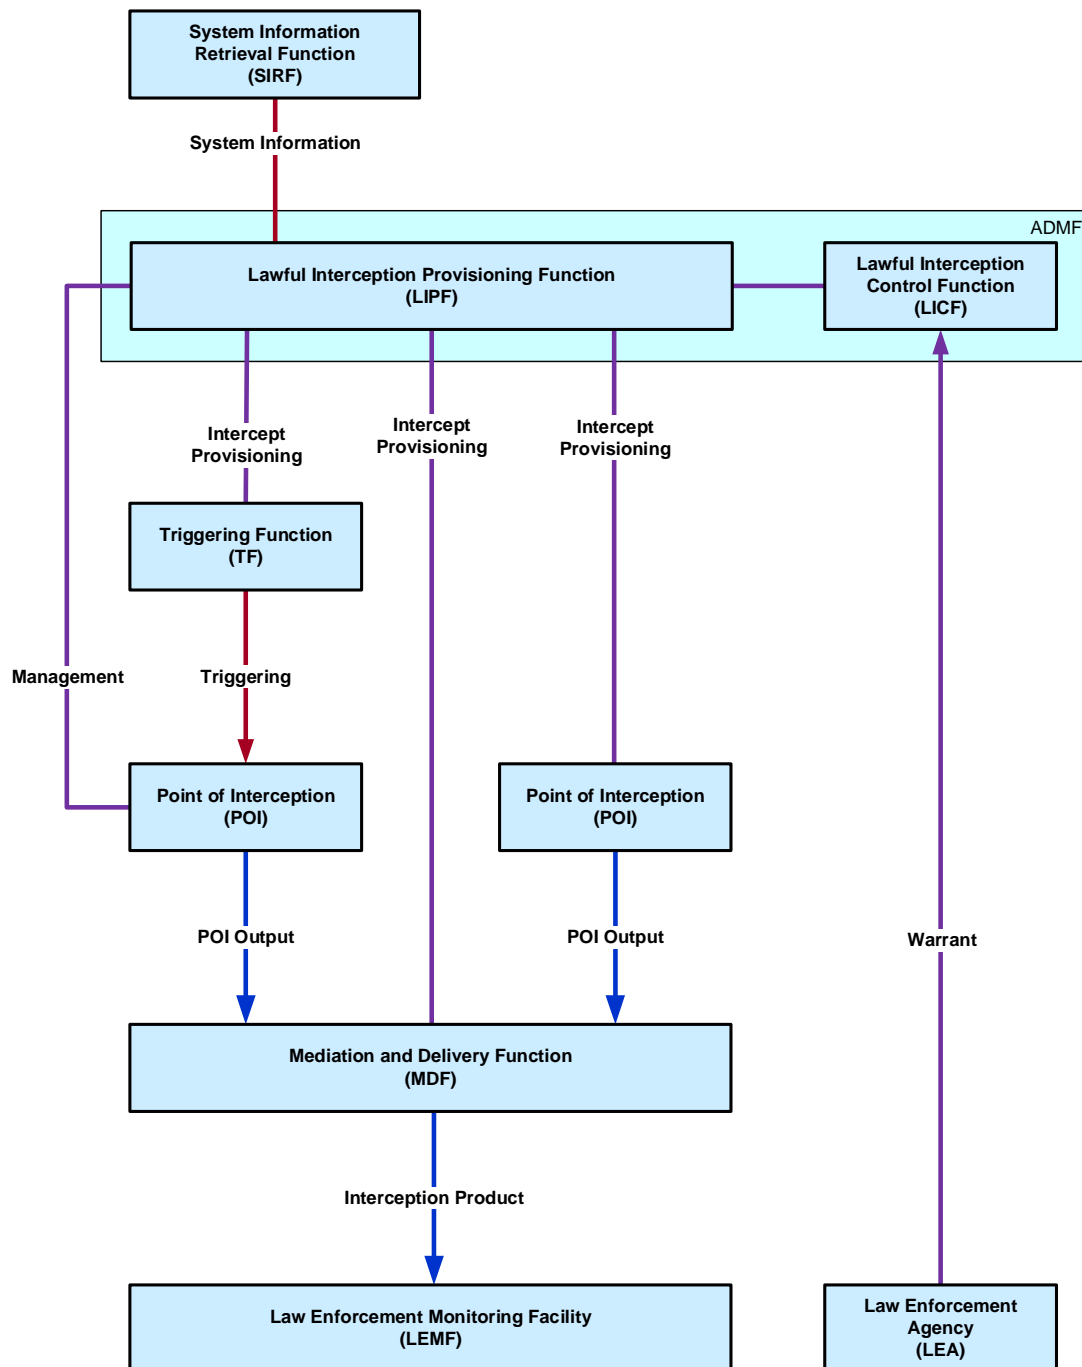 System Information
Retrieval Function
(SIRF)
System Information
ADMF
Lawful Interception Provisioning Function
(LIPF)
Lawful Interception
Control Function
(LICF)
Intercept
Provisioning
Intercept
Provisioning
Intercept
Provisioning
Triggering Function
(TF)
Management
Triggering
Point of Interception
(POI)
Point of Interception
(POI)
POI Output
POI Output
Warrant
Mediation and Delivery Function
(MDF)
Interception Product
Law Enforcement Monitoring Facility
(LEMF)
Law Enforcement
Agency
(LEA)